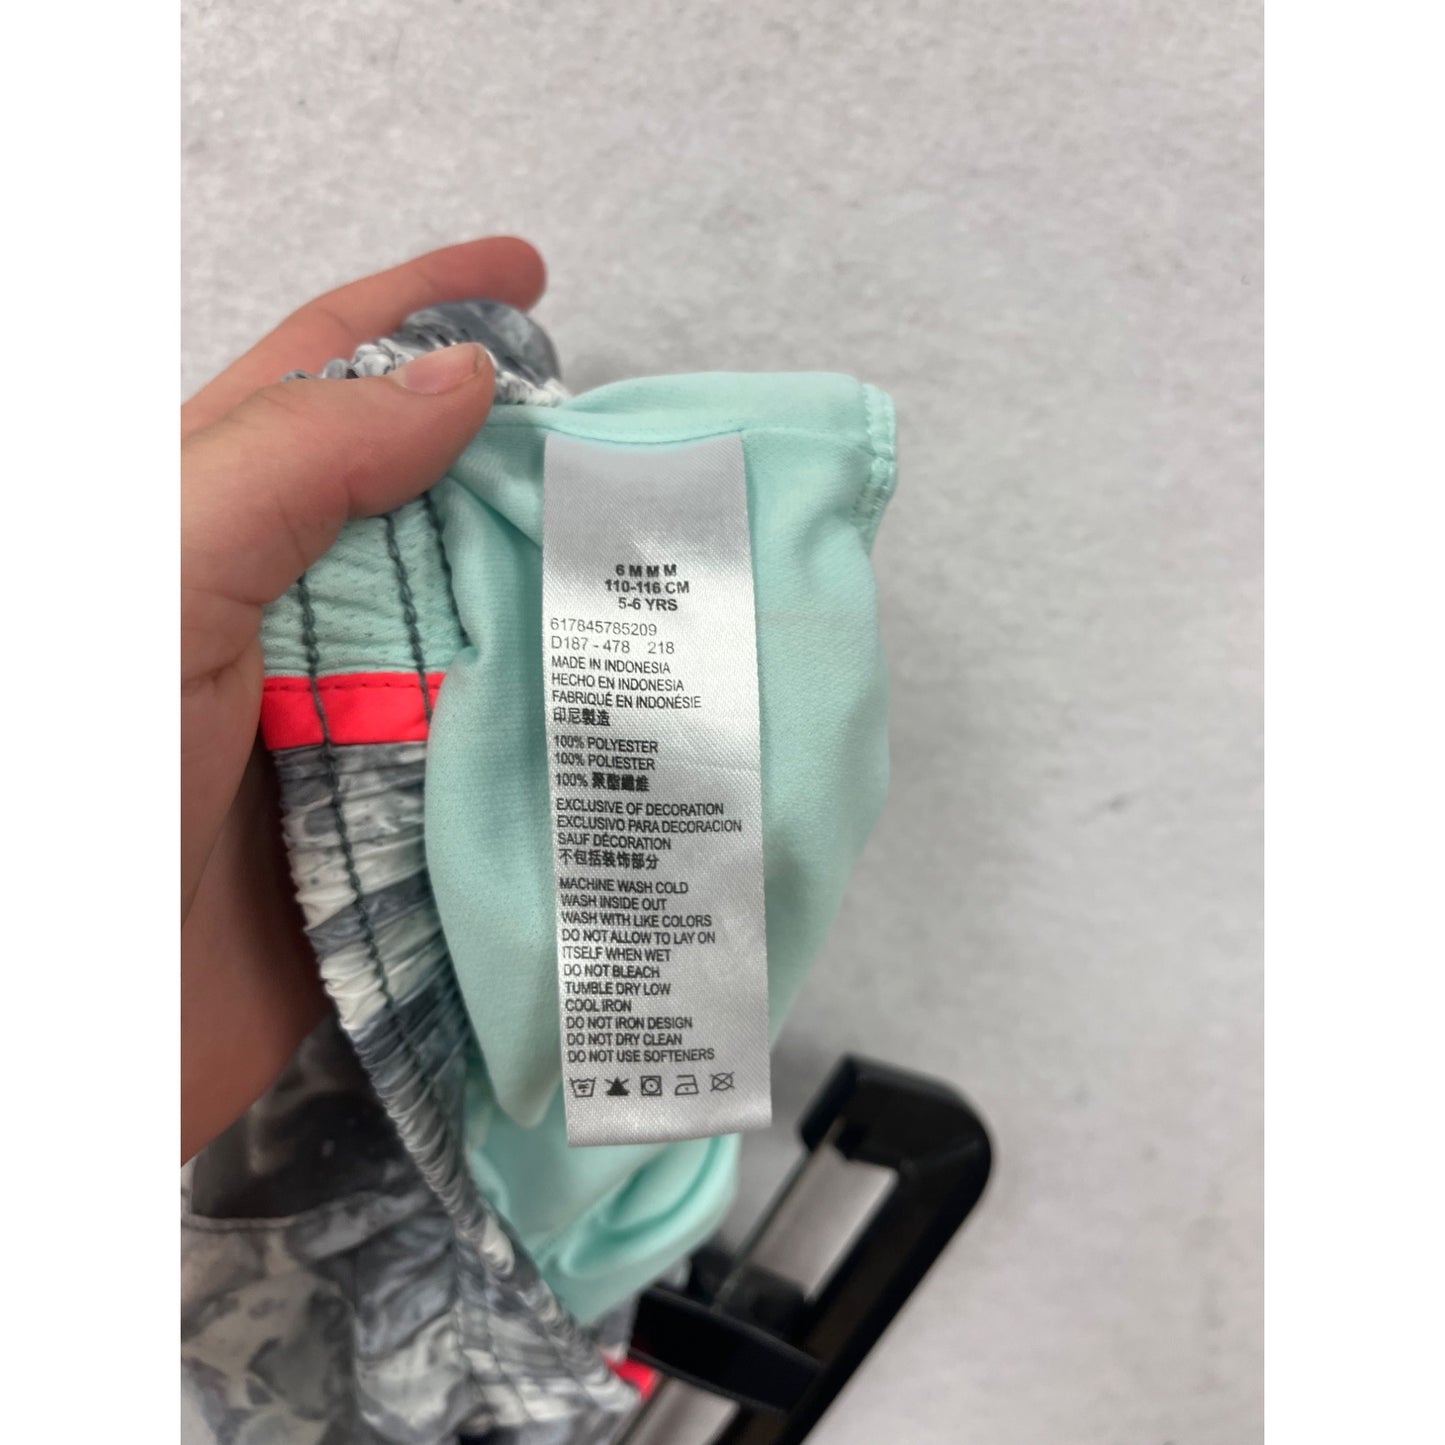 6 M M M
110-116 CM
5-6 YRS
617845785209
D187 - 478 218
MADE IN INDONESIA
HECHO EN INDONESIA
FABRIQUÉ EN INDONÉSIE
印尼製造
100% POLYESTER
100% POLIESTER
100% 聚酯纖維
EXCLUSIVE OF DECORATION
EXCLUSIVO PARA DECORACION
SAUF DÉCORATION
不包括装饰部分
MACHINE WASH COLD
WASH INSIDE OUT
WASH WITH LIKE COLORS
DO NOT ALLOW TO LAY ON
ITSELF WHEN WET
DO NOT BLEACH
TUMBLE DRY LOW
COOL IRON
DO NOT IRON DESIGN
DO NOT DRY CLEAN
DO NOT USE SOFTENERS